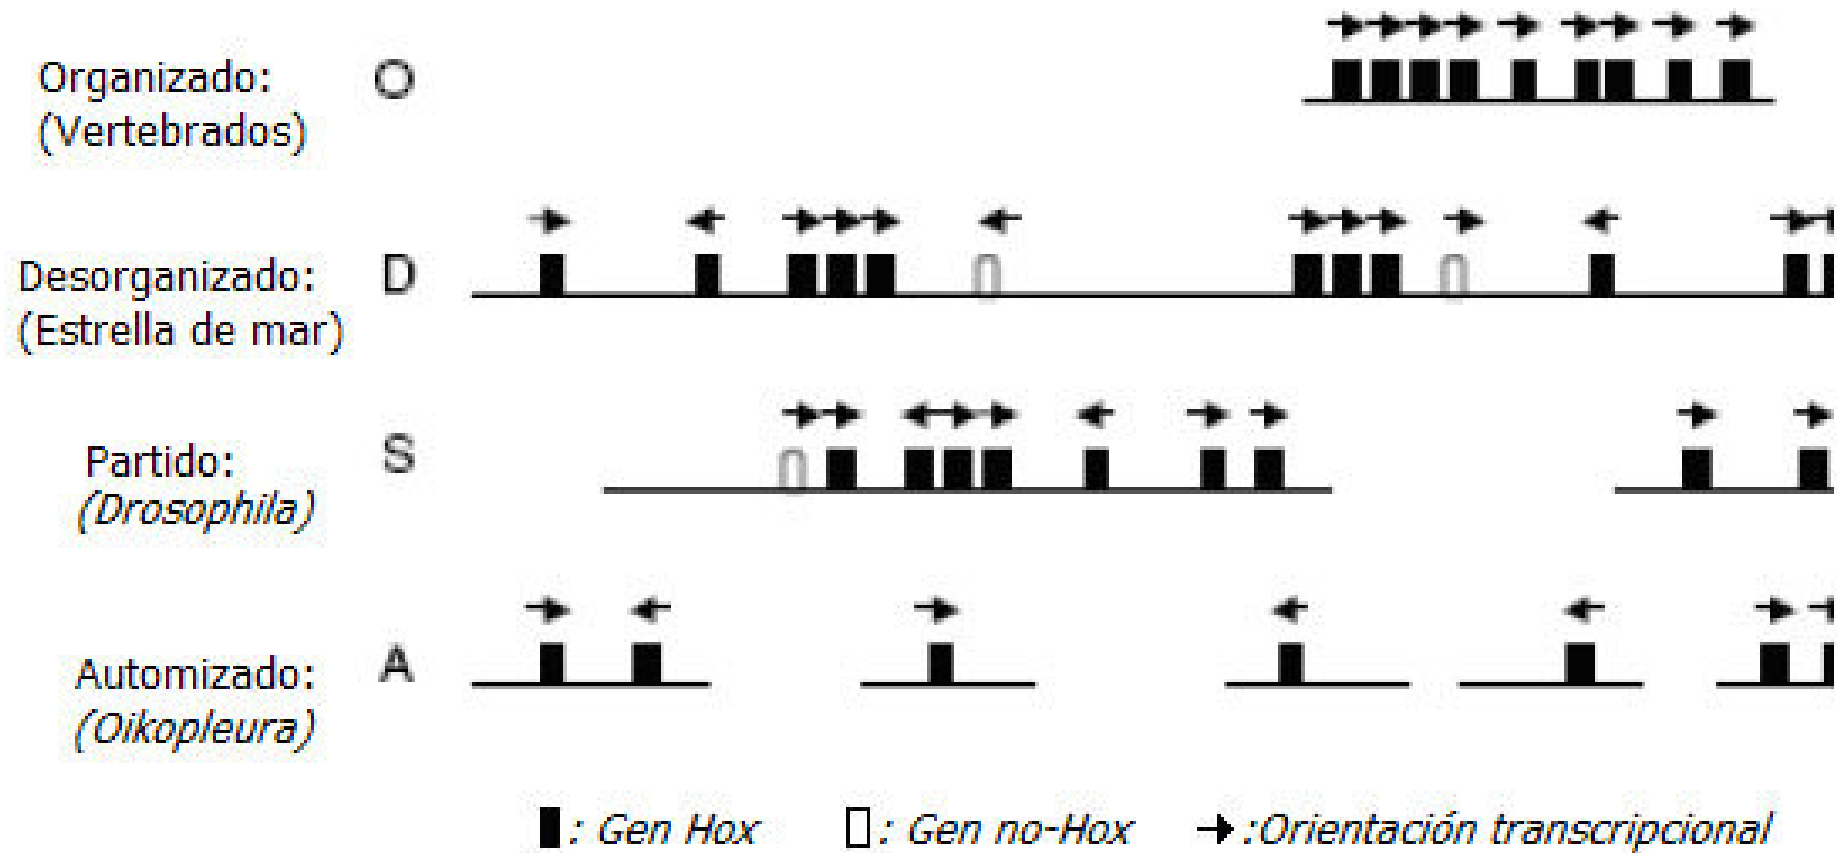 Organizado: O
(Vertebrados)
Desorganizado: D
(Estrella de mar)
Partido: S
(Drosophila)
Automizado: A
(Oikopleura)
: Gen Hox : Gen no-Hox :Orientación transcripcional